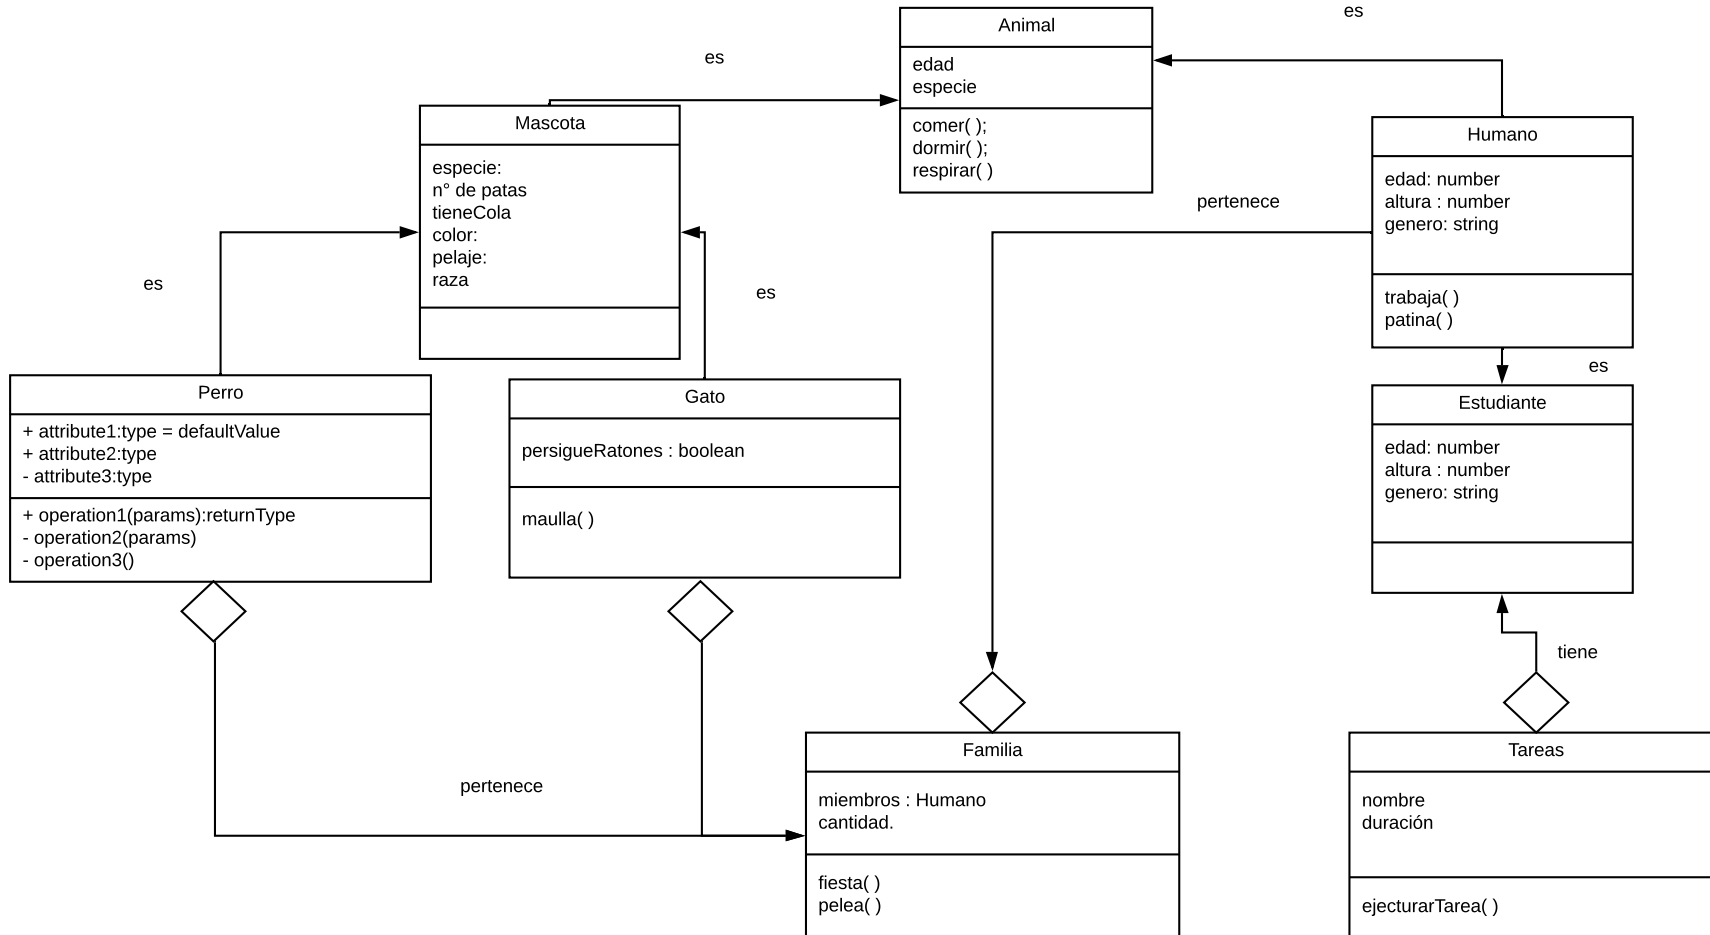 es
Animal
edad
especie
comer( );
dormir( );
respirar( )
es
Mascota
especie:
n° de patas
tieneCola
color:
pelaje:
raza
Humano
edad: number
altura : number
genero: string
trabaja( )
patina( )
pertenece
es
es
es
Perro
+ attribute1:type = defaultValue
+ attribute2:type
- attribute3:type
+ operation1(params):returnType
- operation2(params)
- operation3()
Gato
persigueRatones : boolean
maulla( )
Estudiante
edad: number
altura : number
genero: string
tiene
pertenece
Familia
miembros : Humano
cantidad.
fiesta( )
pelea( )
Tareas
nombre
duración
ejecturarTarea( )